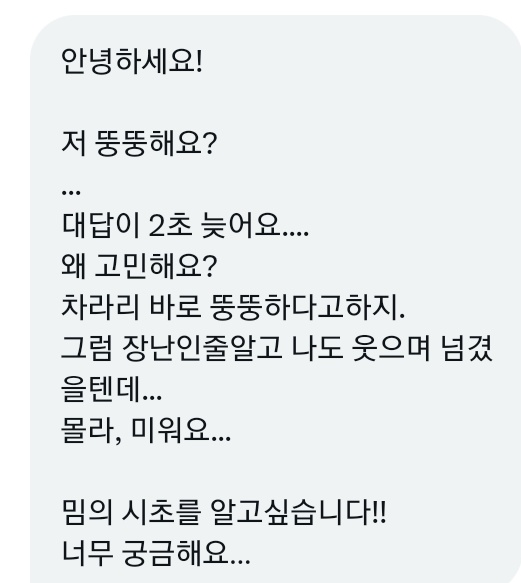 안녕하세요!
저 뚱뚱해요?
...
대답이 2초 늦어요....
왜 고민해요?
차라리 바로 뚱뚱하다고하지.
그럼 장난인줄알고 나도 웃으며 넘겼
을텐데...
몰라, 미워요...
밈의 시초를 알고싶습니다!!
너무 궁금해요...